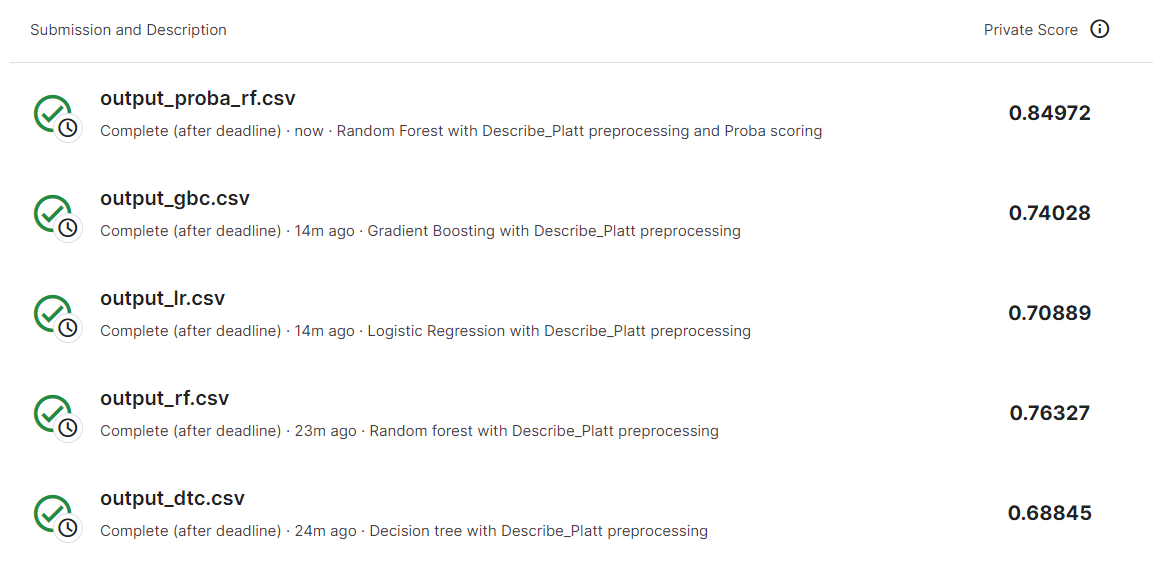 Submission and Description
Private Score
output_proba_rf.csv
Complete (after deadline) · now · Random Forest with Describe_Platt preprocessing and Proba scoring
0.84972
output_gbc.csv
Complete (after deadline) · 14m ago · Gradient Boosting with Describe_Platt preprocessing
0.74028
output_lr.csv
Complete (after deadline) · 14m ago · Logistic Regression with Describe_Platt preprocessing
0.70889
output_rf.csv
Complete (after deadline) · 23m ago · Random forest with Describe_Platt preprocessing
0.76327
output_dtc.csv
Complete (after deadline) · 24m ago · Decision tree with Describe_Platt preprocessing
0.68845